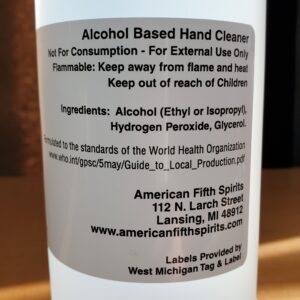 Alcohol Based Hand Cleaner
Not For Consumption - For External Use Only
Flammable: Keep away from flame and heat
Keep out of reach of Children
Ingredients: Alcohol (Ethyl or Isopropyl),
Hydrogen Peroxide, Glycerol.
Formulated to the standards of the World Health Organization
www.who.int/gpsc/5may/Guide_to_Local_Production.pdf
American Fifth Spirits
112 N. Larch Street
Lansing, MI 48912
www.americanfifthspirits.com
Labels Provided by
West Michigan Tag & Label